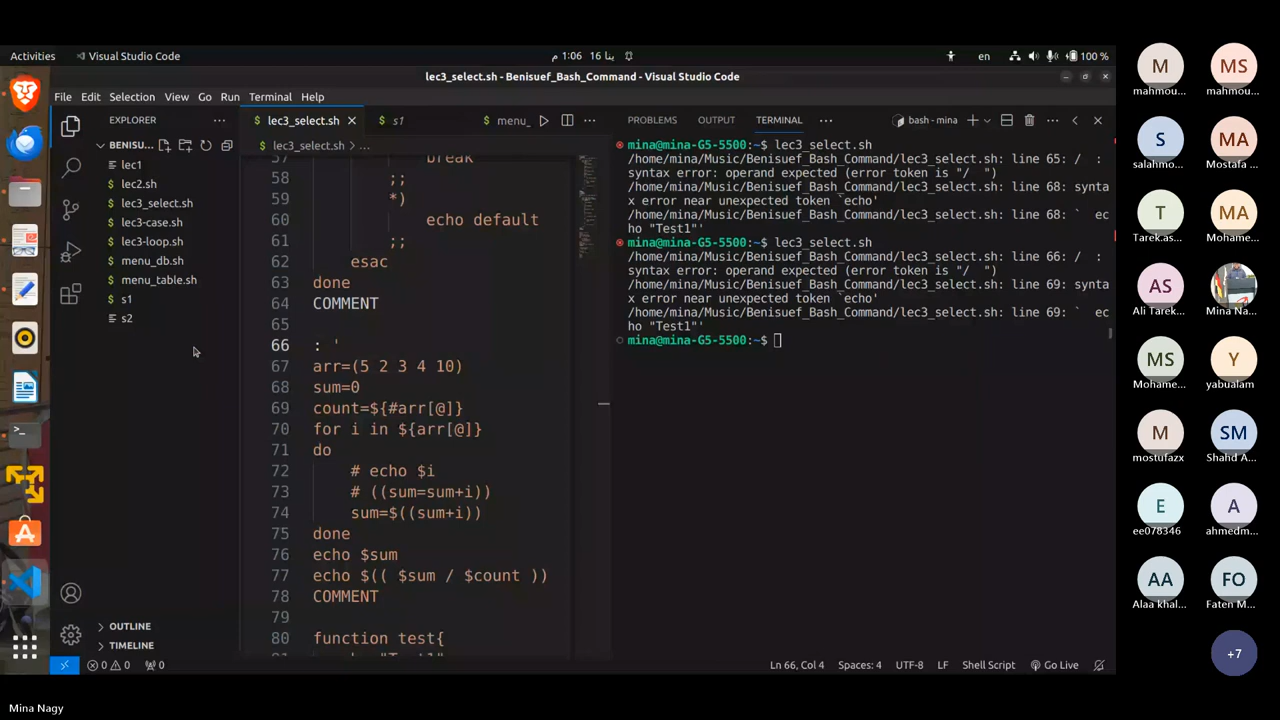 Activities
Visual Studio Code
م 1:06
16 ينا
en
100 %
lec3_select.sh - Benisuef_Bash_Command - Visual Studio Code
File Edit Selection View Go Run Terminal Help
EXPLORER
BENISU...
lec1
lec2.sh
lec3_select.sh
lec3-case.sh
lec3-loop.sh
menu_db.sh
menu_table.sh
s1
s2
OUTLINE
TIMELINE
lec3_select.sh
s1
menu_
lec3_select.sh > ...
57 break
58 ;;
59 *)
60 echo default
61 ;;
62 esac
63 done
64 COMMENT
65
66 : '
67 arr=(5 2 3 4 10)
68 sum=0
69 count=${#arr[@]}
70 for i in ${arr[@]}
71 do
72 # echo $i
73 # ((sum=sum+i))
74 sum=$((sum+i))
75 done
76 echo $sum
77 echo $(( $sum / $count ))
78 COMMENT
79
80 function test{
PROBLEMS OUTPUT TERMINAL ...
bash - mina
mina@mina-G5-5500:~$ lec3_select.sh
/home/mina/Music/Benisuef_Bash_Command/lec3_select.sh: line 65: /  :
syntax error: operand expected (error token is "/  ")
/home/mina/Music/Benisuef_Bash_Command/lec3_select.sh: line 68: synta
x error near unexpected token `echo'
/home/mina/Music/Benisuef_Bash_Command/lec3_select.sh: line 68: `  ec
ho "Test1"'
mina@mina-G5-5500:~$ lec3_select.sh
/home/mina/Music/Benisuef_Bash_Command/lec3_select.sh: line 66: /  :
syntax error: operand expected (error token is "/  ")
/home/mina/Music/Benisuef_Bash_Command/lec3_select.sh: line 69: synta
x error near unexpected token `echo'
/home/mina/Music/Benisuef_Bash_Command/lec3_select.sh: line 69: `  ec
ho "Test1"'
mina@mina-G5-5500:~$
0 0 0
Ln 66, Col 4 Spaces: 4 UTF-8 LF Shell Script Go Live
M MS
mahmou... mahmou...
S MA
salahmo... Mostafa ...
T MA
Tarek.as... Mohame...
AS
Ali Tarek... Mina Na...
MS Y
Mohame... yabualam
M SM
mostufazx Shahd A...
E A
ee078346 ahmedm...
AA FO
Alaa khal... Faten M...
+7
Mina Nagy